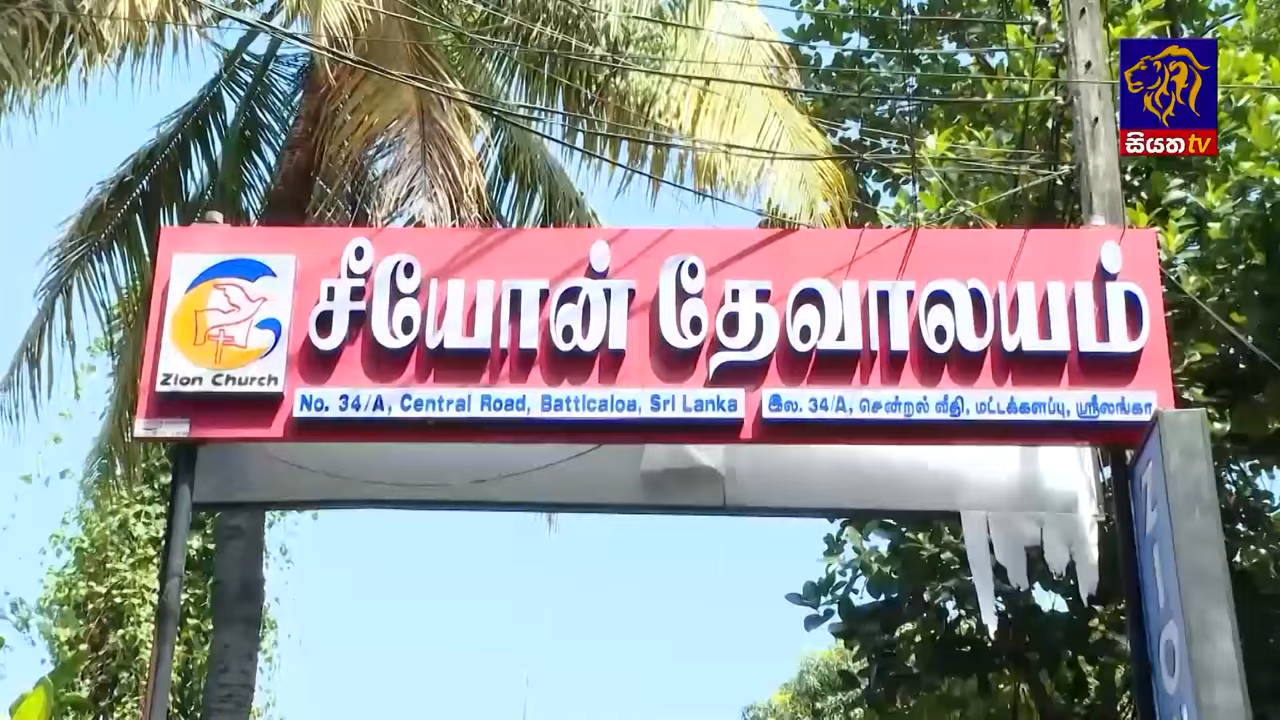 සියත tv
சீயோன் தேவாலயம்
Zion Church
No. 34/A, Central Road, Batticaloa, Sri Lanka
இல. 34/A, சென்றல் வீதி, மட்டக்களப்பு, ஸ்ரீலங்கா
ZIO